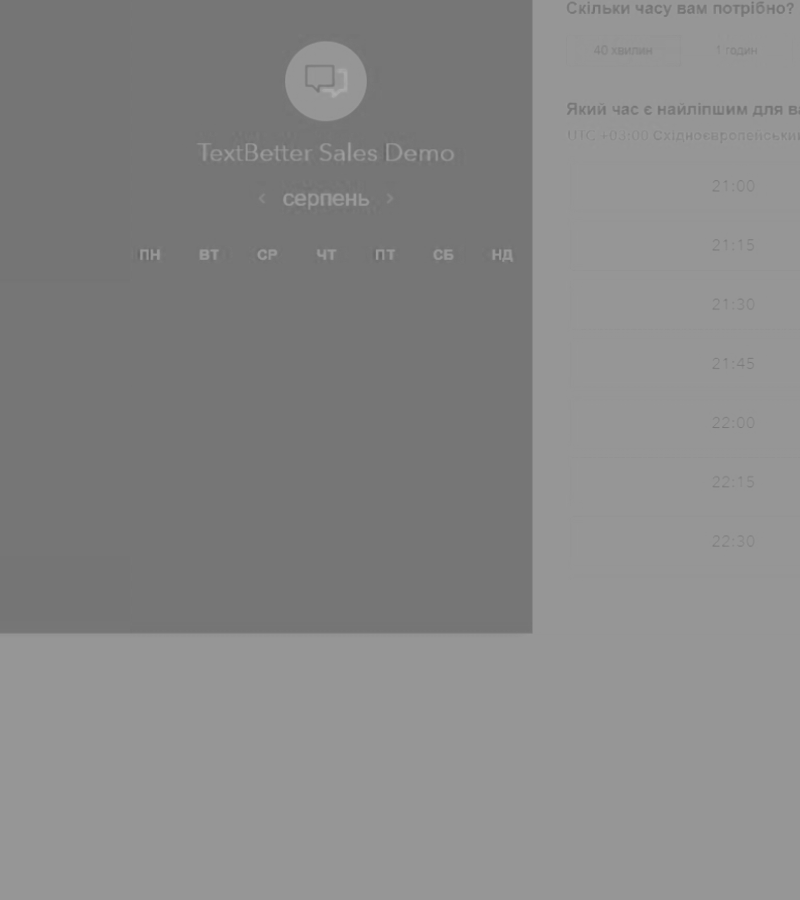 TextBetter Sales Demo
‹ серпень ›
ПН ВТ СР ЧТ ПТ СБ НД
Скільки часу вам потрібно?
40 хвилин 1 годин
Який час є найліпшим для ва
UTC +03:00 Східноєвропейський
21:00
21:15
21:30
21:45
22:00
22:15
22:30